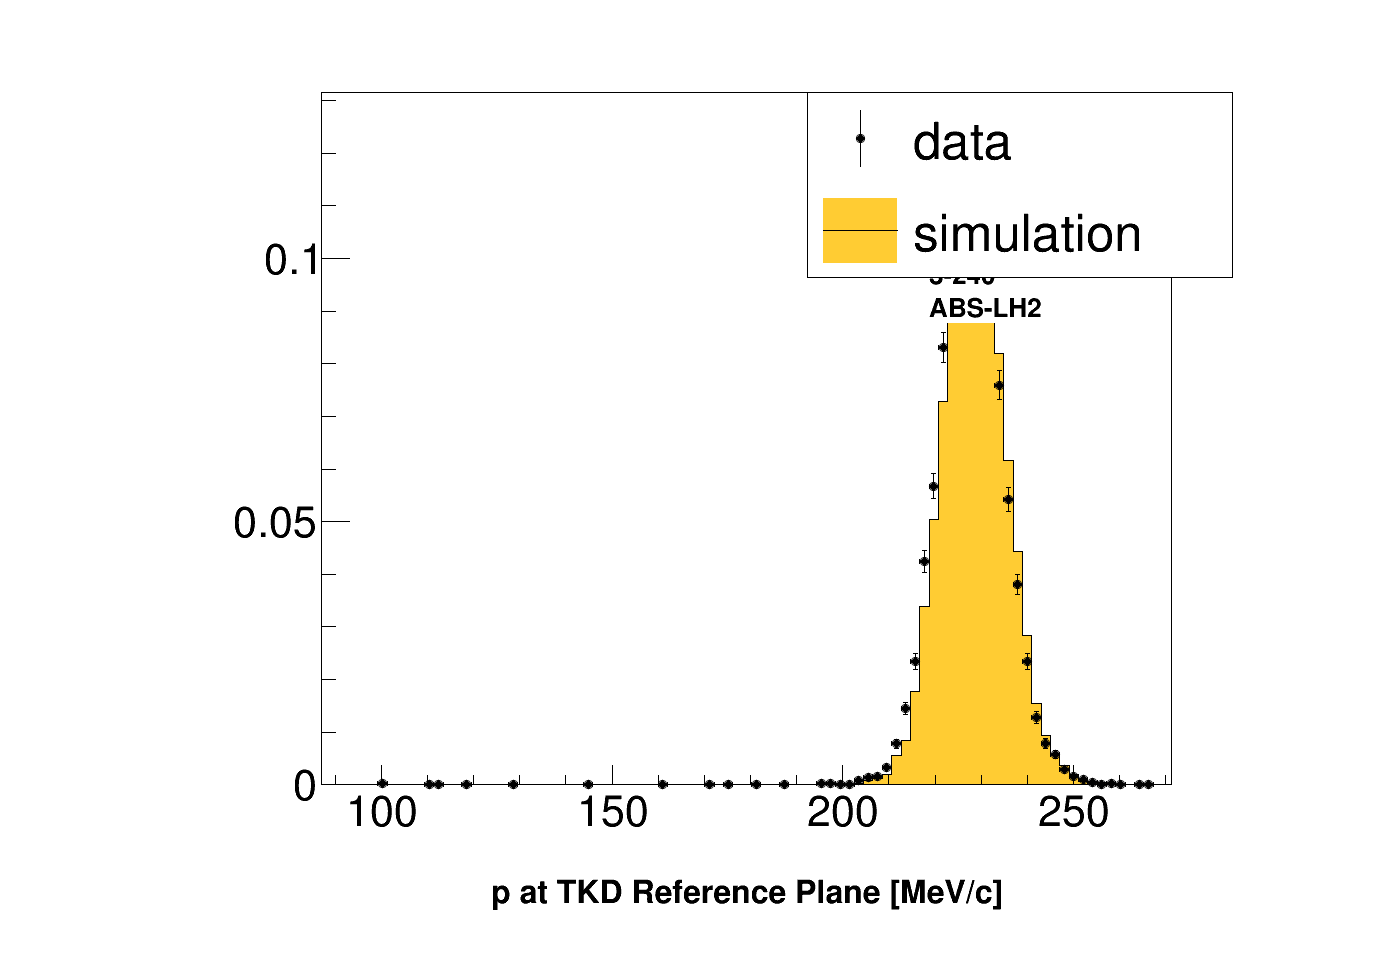 data
simulation
ABS-LH2
0.1
0.05
0
100 150 200 250
p at TKD Reference Plane [MeV/c]